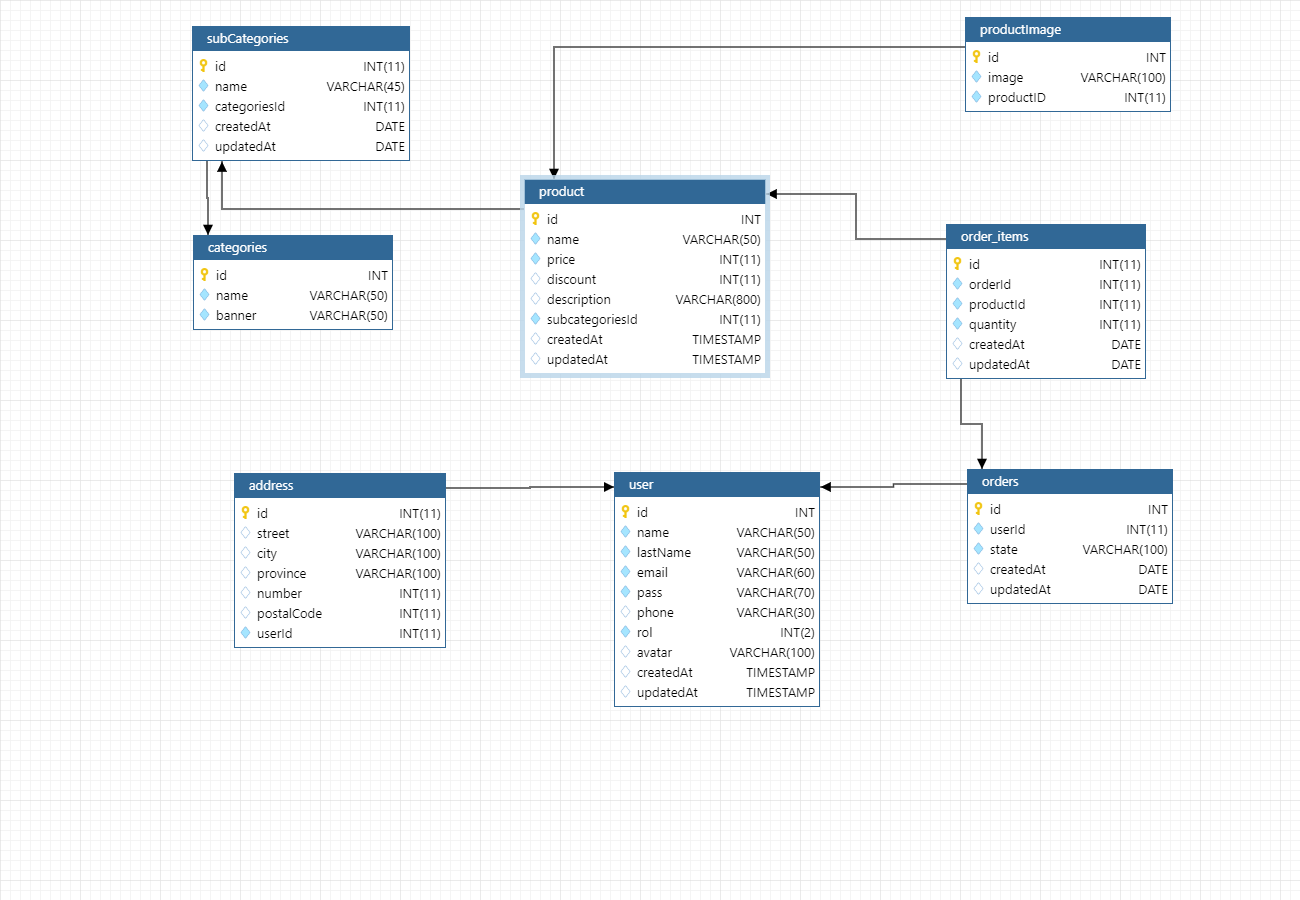 subCategories
id INT(11)
name VARCHAR(45)
categoriesId INT(11)
createdAt DATE
updatedAt DATE
categories
id INT
name VARCHAR(50)
banner VARCHAR(50)
productImage
id INT
image VARCHAR(100)
productID INT(11)
product
id INT
name VARCHAR(50)
price INT(11)
discount INT(11)
description VARCHAR(800)
subcategoriesId INT(11)
createdAt TIMESTAMP
updatedAt TIMESTAMP
order_items
id INT(11)
orderId INT(11)
productId INT(11)
quantity INT(11)
createdAt DATE
updatedAt DATE
address
id INT(11)
street VARCHAR(100)
city VARCHAR(100)
province VARCHAR(100)
number INT(11)
postalCode INT(11)
userId INT(11)
user
id INT
name VARCHAR(50)
lastName VARCHAR(50)
email VARCHAR(60)
pass VARCHAR(70)
phone VARCHAR(30)
rol INT(2)
avatar VARCHAR(100)
createdAt TIMESTAMP
updatedAt TIMESTAMP
orders
id INT
userId INT(11)
state VARCHAR(100)
createdAt DATE
updatedAt DATE